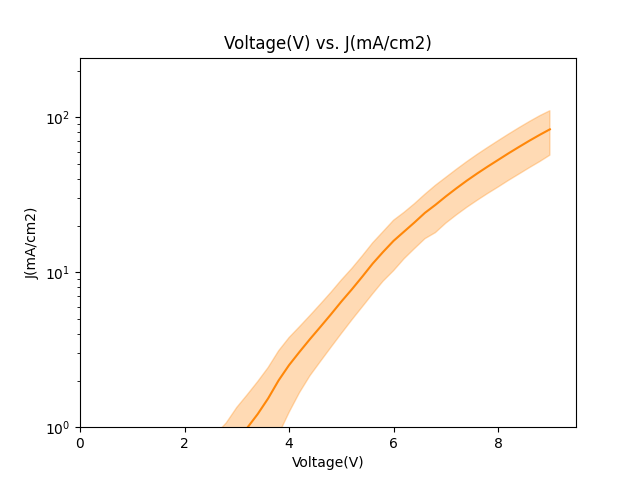 Voltage(V) vs. J(mA/cm2)
10²
10¹
10⁰
J(mA/cm2)
0 2 4 6 8
Voltage(V)